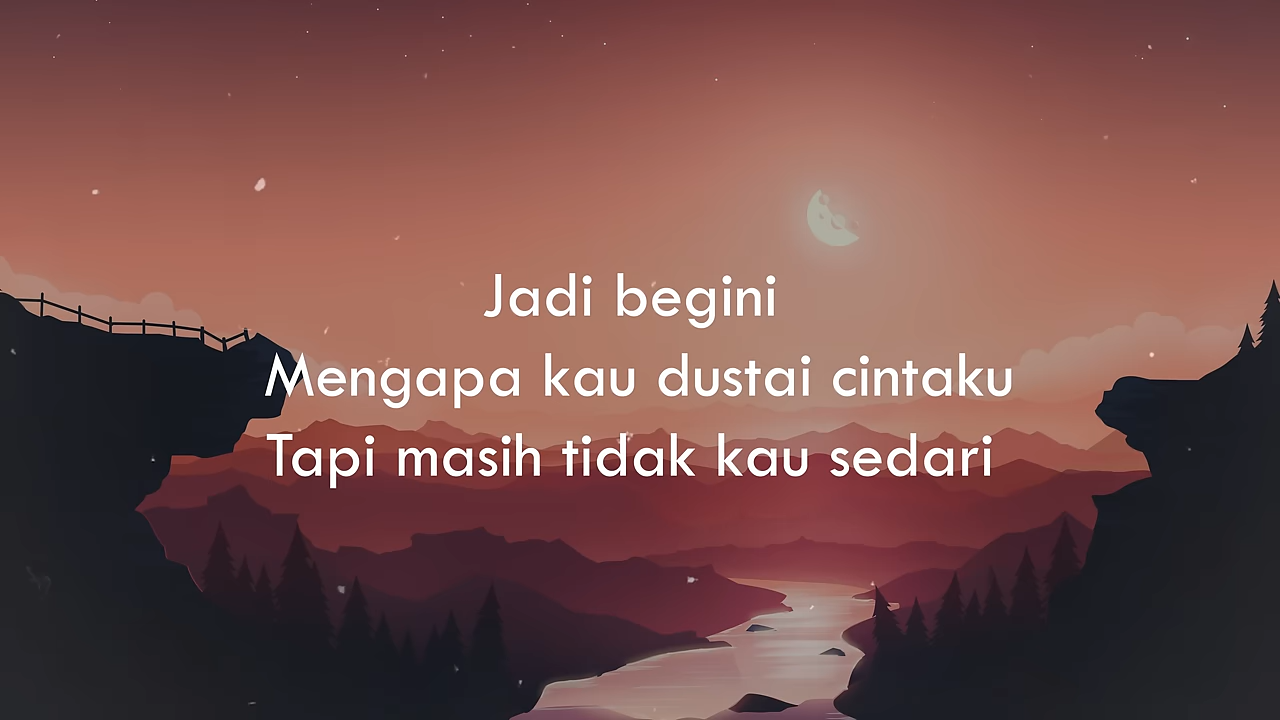 Jadi begini
Mengapa kau dustai cintaku
Tapi masih tidak kau sedari